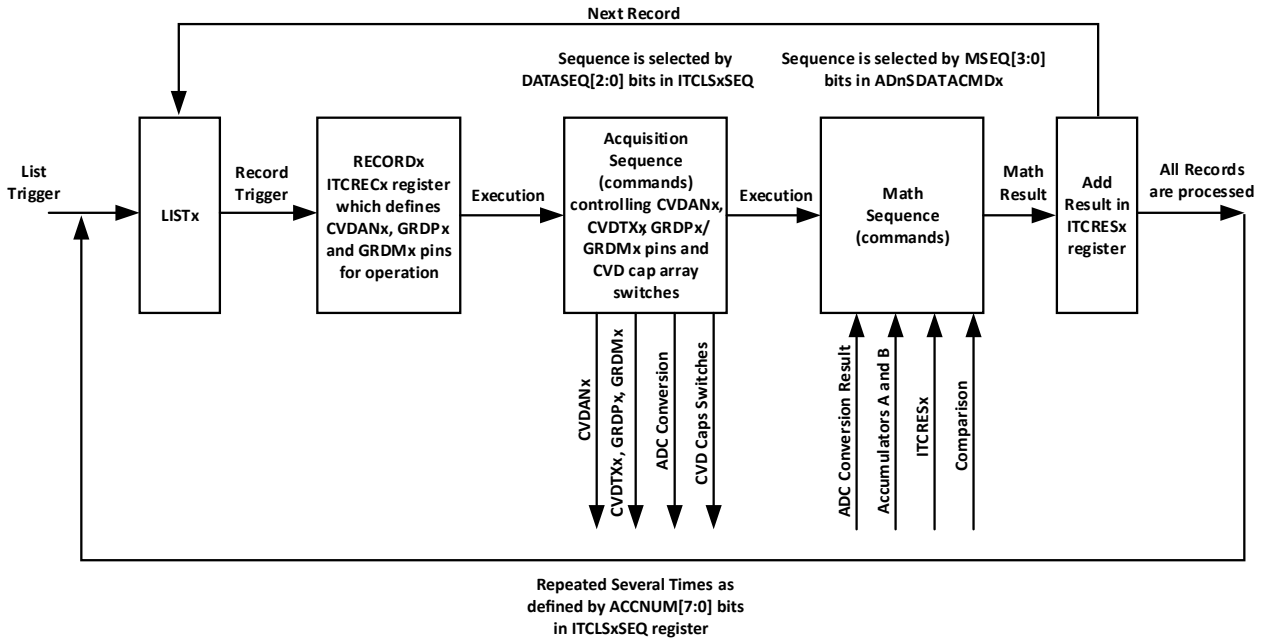 Next Record
Sequence is selected by
DATASEQ[2:0] bits in ITCLSxSEQ
Sequence is selected by MSEQ[3:0]
bits in ADnSDATACMDx
List
Trigger
LISTx
Record
Trigger
RECORDx
ITCRECx register
which defines
CVDANx, GRDPx
and GRDMx pins
for operation
Execution
Acquisition
Sequence
(commands)
controlling CVDANx,
CVDTXx, GRDPx/
GRDMx pins and
CVD cap array
switches
Execution
Math
Sequence
(commands)
Math
Result
Add
Result in
ITCRESx
register
All Records
are processed
CVDANx
CVDTXx, GRDPx, GRDMx
ADC Conversion
CVD Caps Switches
ADC Conversion Result
Accumulators A and B
ITCRESx
Comparison
Repeated Several Times as
defined by ACCNUM[7:0] bits
in ITCLSxSEQ register